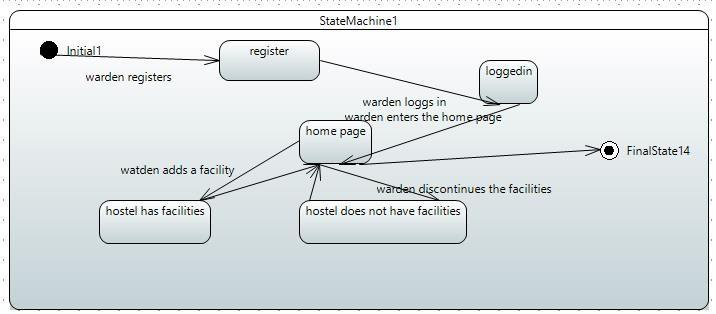 StateMachine1
Initial1
register
warden registers
loggedin
warden loggs in
warden enters the home page
home page
FinalState14
watden adds a facility
warden discontinues the facilities
hostel has facilities
hostel does not have facilities